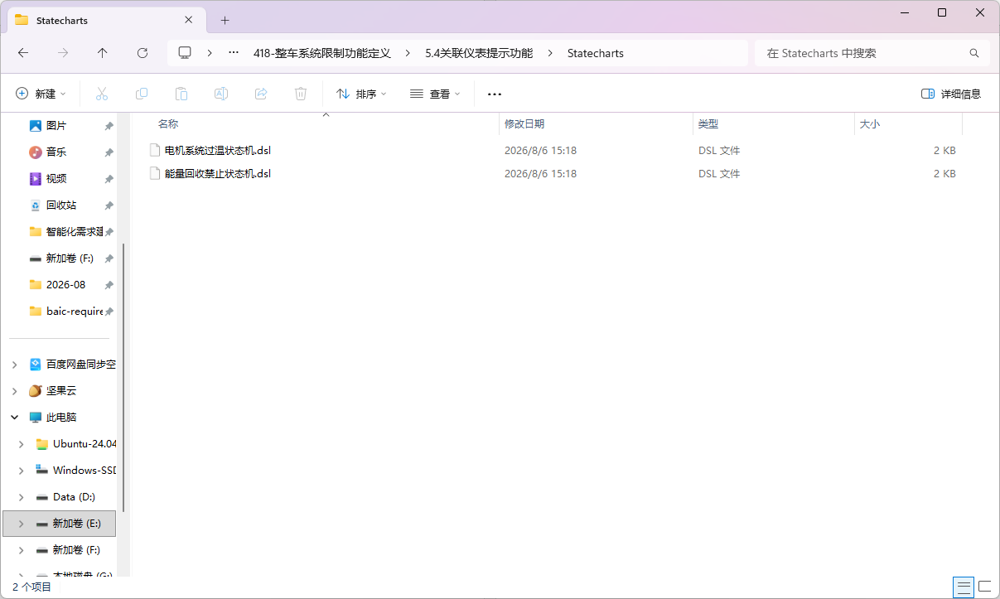 Statecharts
418-整车系统限制功能定义 5.4关联仪表提示功能 Statecharts
在 Statecharts 中搜索
新建 排序 查看 详细信息
名称 修改日期 类型 大小
电机系统过温状态机.dsl 2026/8/6 15:18 DSL 文件 2 KB
能量回收禁止状态机.dsl 2026/8/6 15:18 DSL 文件 2 KB
图片
音乐
视频
回收站
智能化需求建
新加卷 (F:)
2026-08
baic-require
百度网盘同步空
坚果云
此电脑
Ubuntu-24.04
Windows-SSD
Data (D:)
新加卷 (E:)
新加卷 (F:)
本地磁盘 (G:)
2 个项目